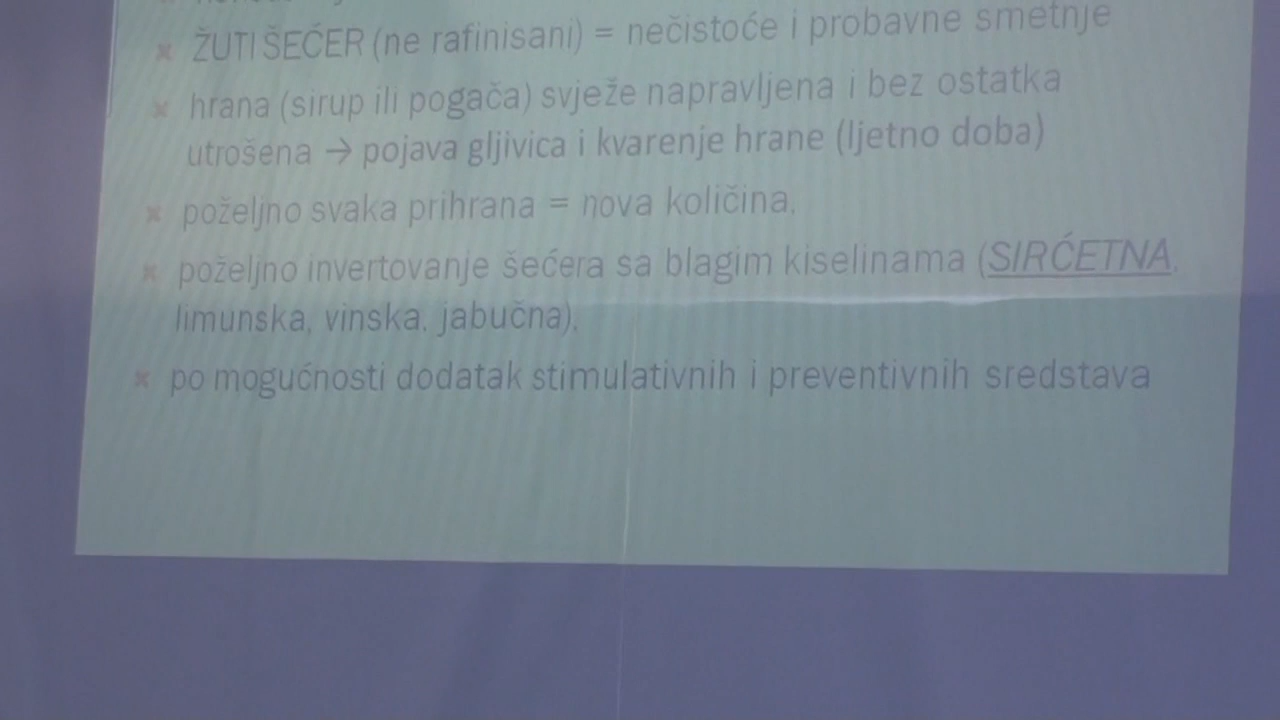 ŽUTI ŠEĆER (ne rafinisani) = nečistoće i probavne smetnje
hrana (sirup ili pogača) svježe napravljena i bez ostatka
utrošena → pojava gljivica i kvarenje hrane (ljetno doba)
poželjno svaka prihrana = nova količina,
poželjno invertovanje šećera sa blagim kiselinama (SIRĆETNA,
limunska, vinska, jabučna),
po mogućnosti dodatak stimulativnih i preventivnih sredstava